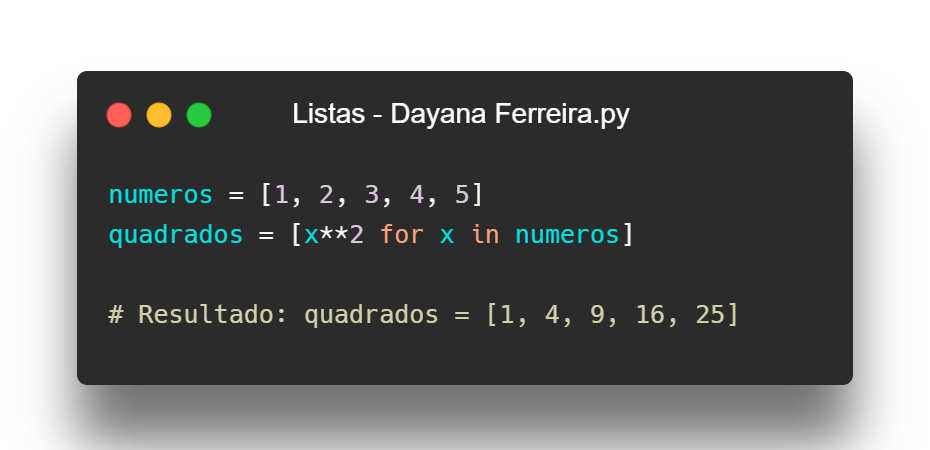 Listas - Dayana Ferreira.py
numeros = [1, 2, 3, 4, 5]
quadrados = [x**2 for x in numeros]
# Resultado: quadrados = [1, 4, 9, 16, 25]